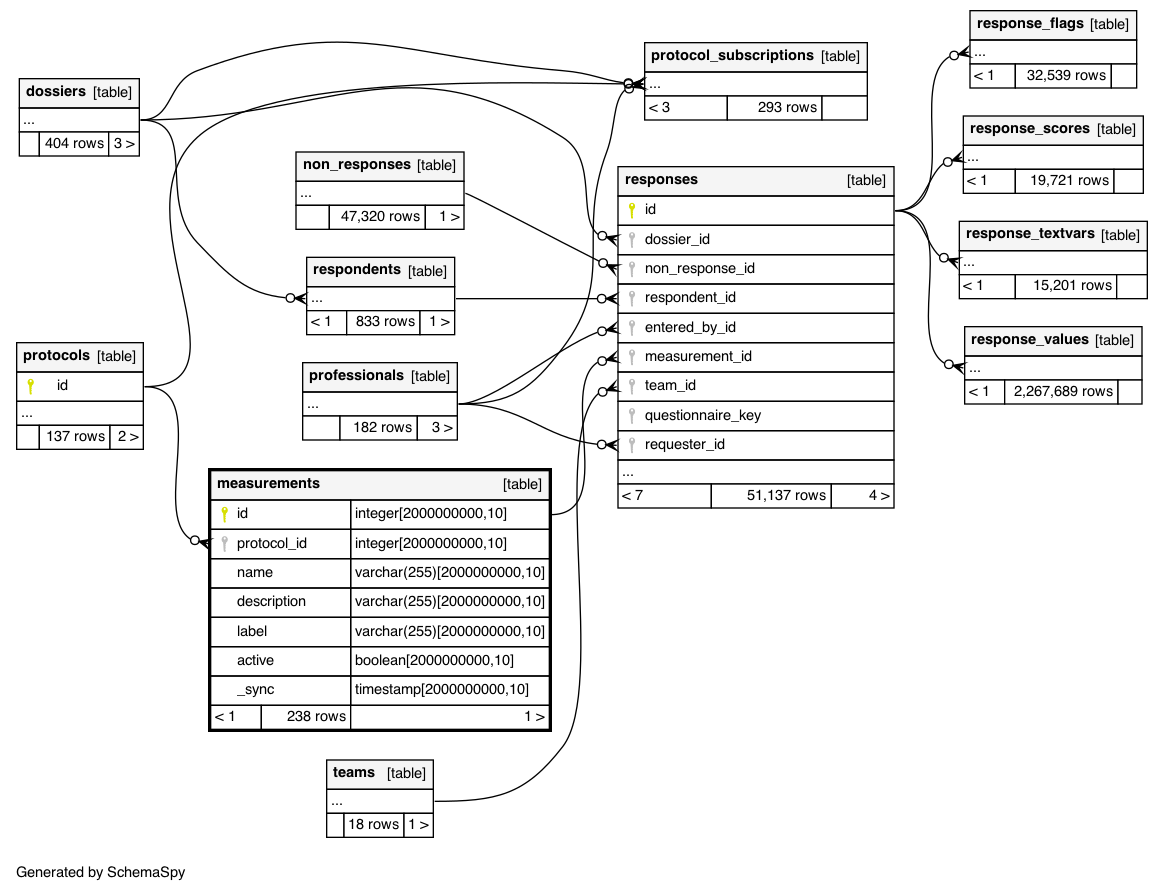 dossiers [table]
...
404 rows 3 >
protocols [table]
id
...
137 rows 2 >
non_responses [table]
...
47,320 rows 1 >
respondents [table]
...
< 1 833 rows 1 >
professionals [table]
...
182 rows 3 >
measurements [table]
id integer[2000000000,10]
protocol_id integer[2000000000,10]
name varchar(255)[2000000000,10]
description varchar(255)[2000000000,10]
label varchar(255)[2000000000,10]
active boolean[2000000000,10]
_sync timestamp[2000000000,10]
< 1 238 rows 1 >
teams [table]
...
18 rows 1 >
protocol_subscriptions [table]
...
< 3 293 rows
responses [table]
id
dossier_id
non_response_id
respondent_id
entered_by_id
measurement_id
team_id
questionnaire_key
requester_id
...
< 7 51,137 rows 4 >
response_flags [table]
...
< 1 32,539 rows
response_scores [table]
...
< 1 19,721 rows
response_textvars [table]
...
< 1 15,201 rows
response_values [table]
...
< 1 2,267,689 rows
Generated by SchemaSpy